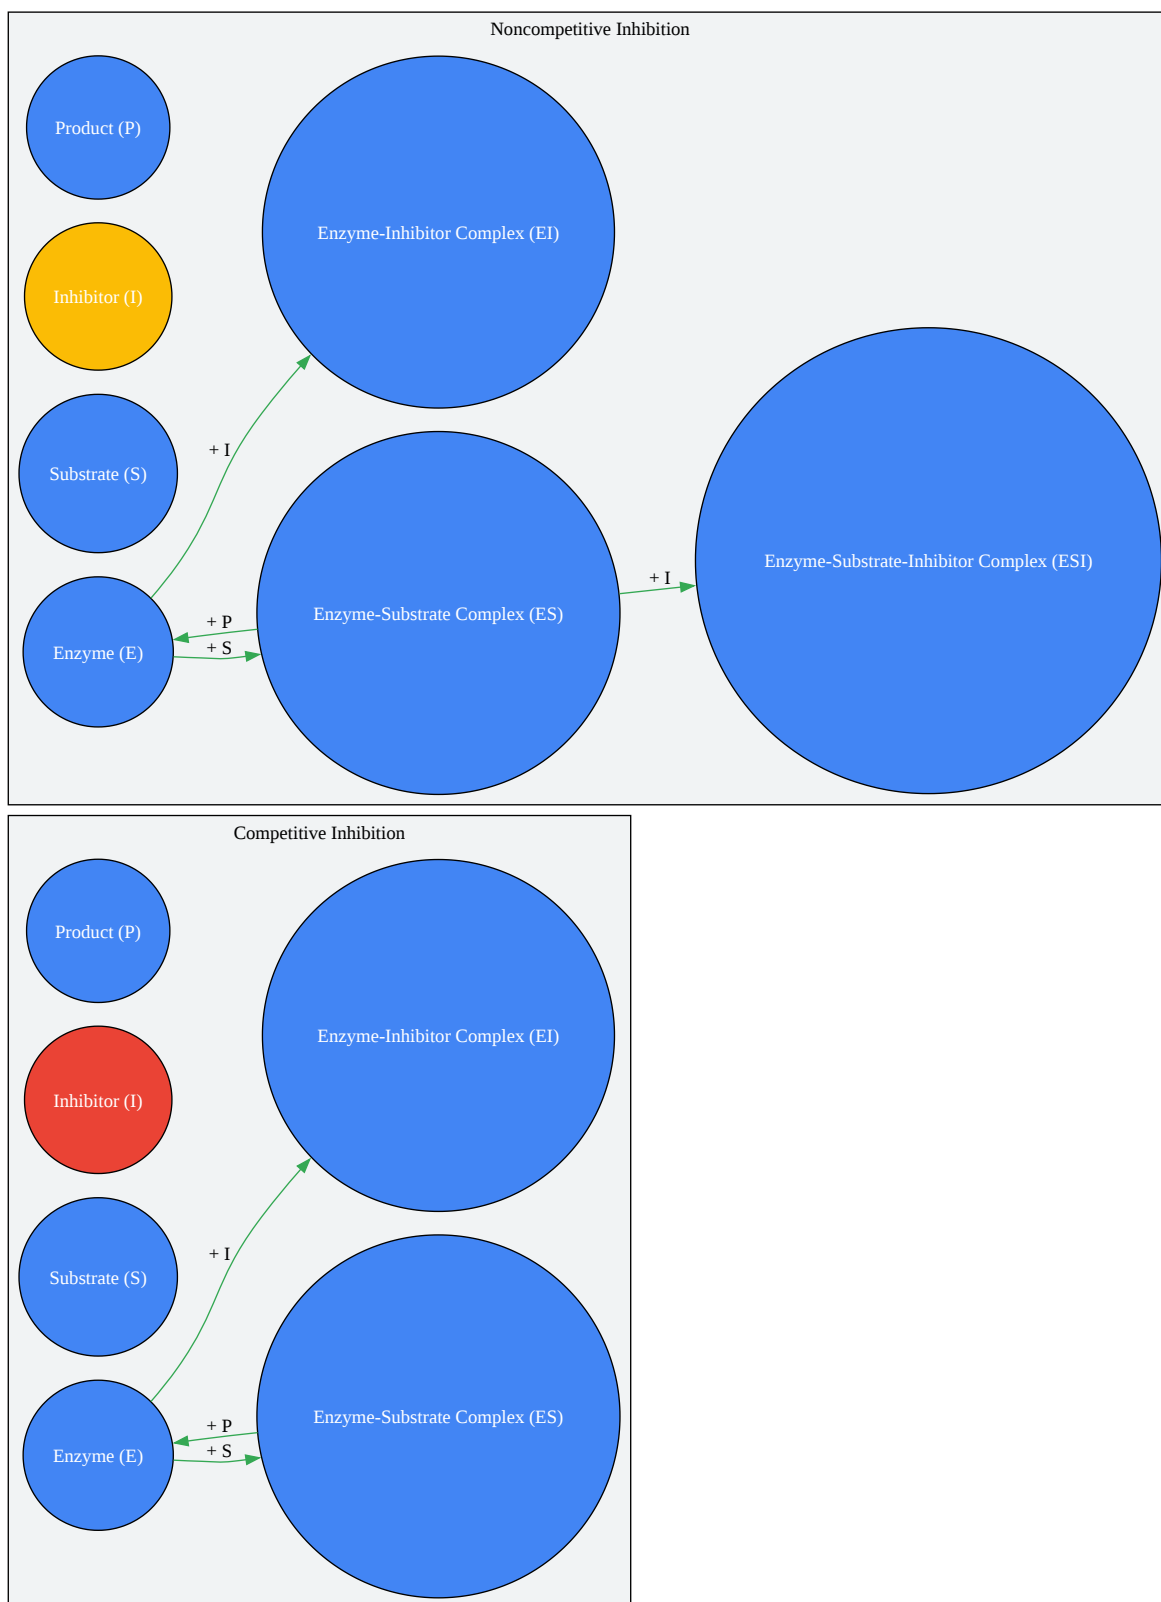 Noncompetitive Inhibition
Product (P)
Enzyme-Inhibitor Complex (EI)
Inhibitor (I)
+ I
Substrate (S)
Enzyme-Substrate-Inhibitor Complex (ESI)
+ I
Enzyme-Substrate Complex (ES)
+ P
+ S
Enzyme (E)
Competitive Inhibition
Product (P)
Enzyme-Inhibitor Complex (EI)
Inhibitor (I)
+ I
Substrate (S)
Enzyme-Substrate Complex (ES)
+ P
+ S
Enzyme (E)